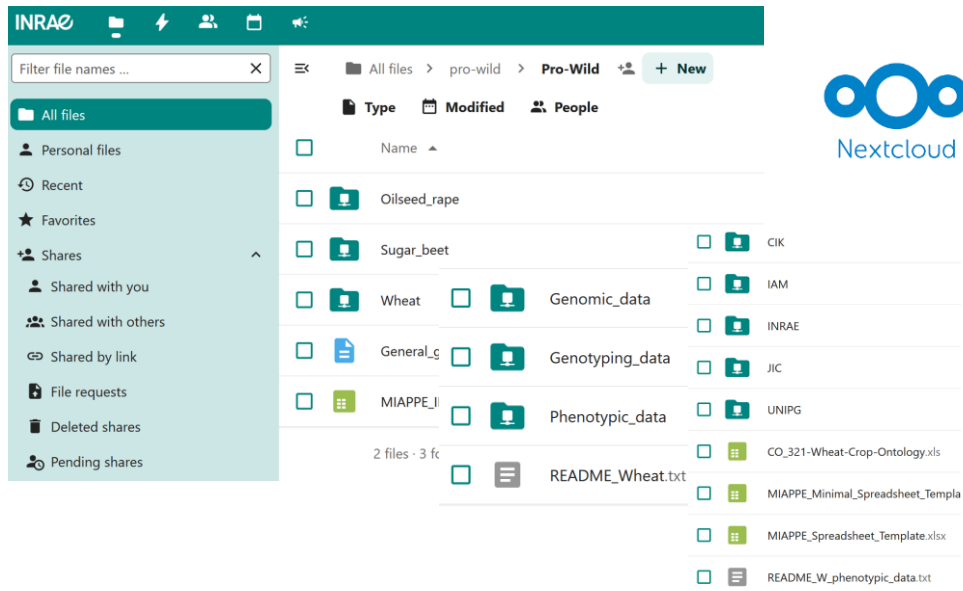 INRAE
Filter file names ...
All files > pro-wild > Pro-Wild + New
Type Modified People
All files
Personal files
Recent
Favorites
Shares
Shared with you
Shared with others
Shared by link
File requests
Deleted shares
Pending shares
Name
Oilseed_rape
Sugar_beet
Wheat
General_g
MIAPPE_I
2 files · 3 fo
Genomic_data
Genotyping_data
Phenotypic_data
README_Wheat.txt
Nextcloud
CIK
IAM
INRAE
JIC
UNIPG
CO_321-Wheat-Crop-Ontology.xls
MIAPPE_Minimal_Spreadsheet_Templa
MIAPPE_Spreadsheet_Template.xlsx
README_W_phenotypic_data.txt